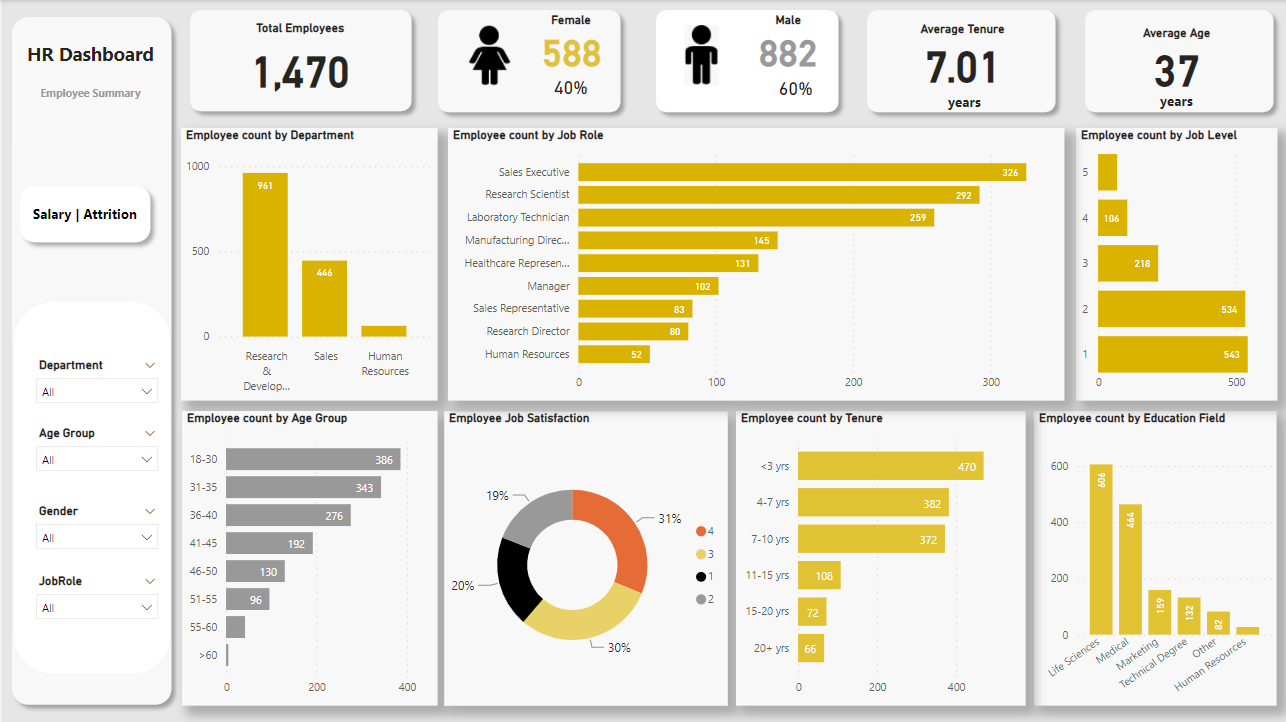 HR Dashboard
Employee Summary
Salary | Attrition
Department
All
Age Group
All
Gender
All
JobRole
All
Total Employees
1,470
Female
588
40%
Male
882
60%
Average Tenure
7.01
years
Average Age
37
years
Employee count by Department
1000
500
0
961
446
Research
&
Develop...
Sales
Human
Resources
Employee count by Job Role
Sales Executive
326
Research Scientist
292
Laboratory Technician
259
Manufacturing Direc...
145
Healthcare Represen...
131
Manager
102
Sales Representative
83
Research Director
80
Human Resources
52
0
100
200
300
Employee count by Job Level
5
4
106
3
218
2
534
1
543
0
500
Employee count by Age Group
18-30
386
31-35
343
36-40
276
41-45
192
46-50
130
51-55
96
55-60
>60
0
200
400
Employee Job Satisfaction
19%
31%
20%
30%
4
3
1
2
Employee count by Tenure
<3 yrs
470
4-7 yrs
382
7-10 yrs
372
11-15 yrs
108
15-20 yrs
72
20+ yrs
66
0
200
400
Employee count by Education Field
600
400
200
0
606
464
159
132
82
Life Sciences
Medical
Marketing
Technical Degree
Other
Human Resources